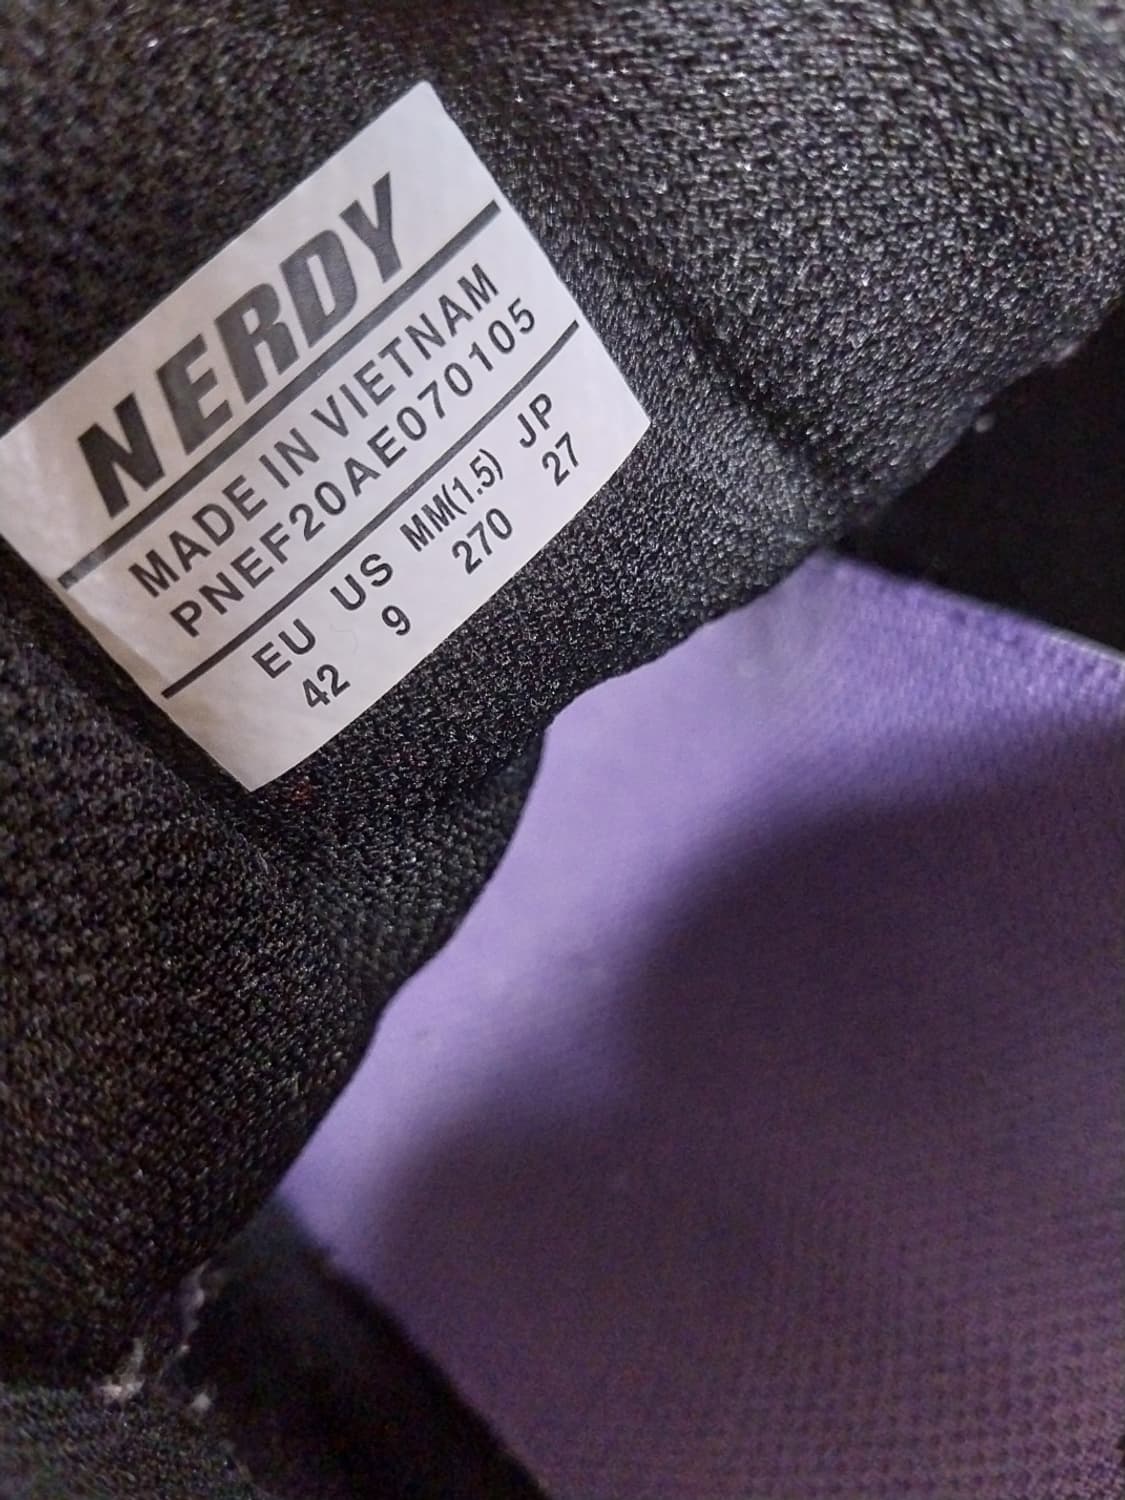 NERDY
MADE IN VIETNAM
PNEF20AE070105
EU US MM(1.5) JP
42 9 270 27